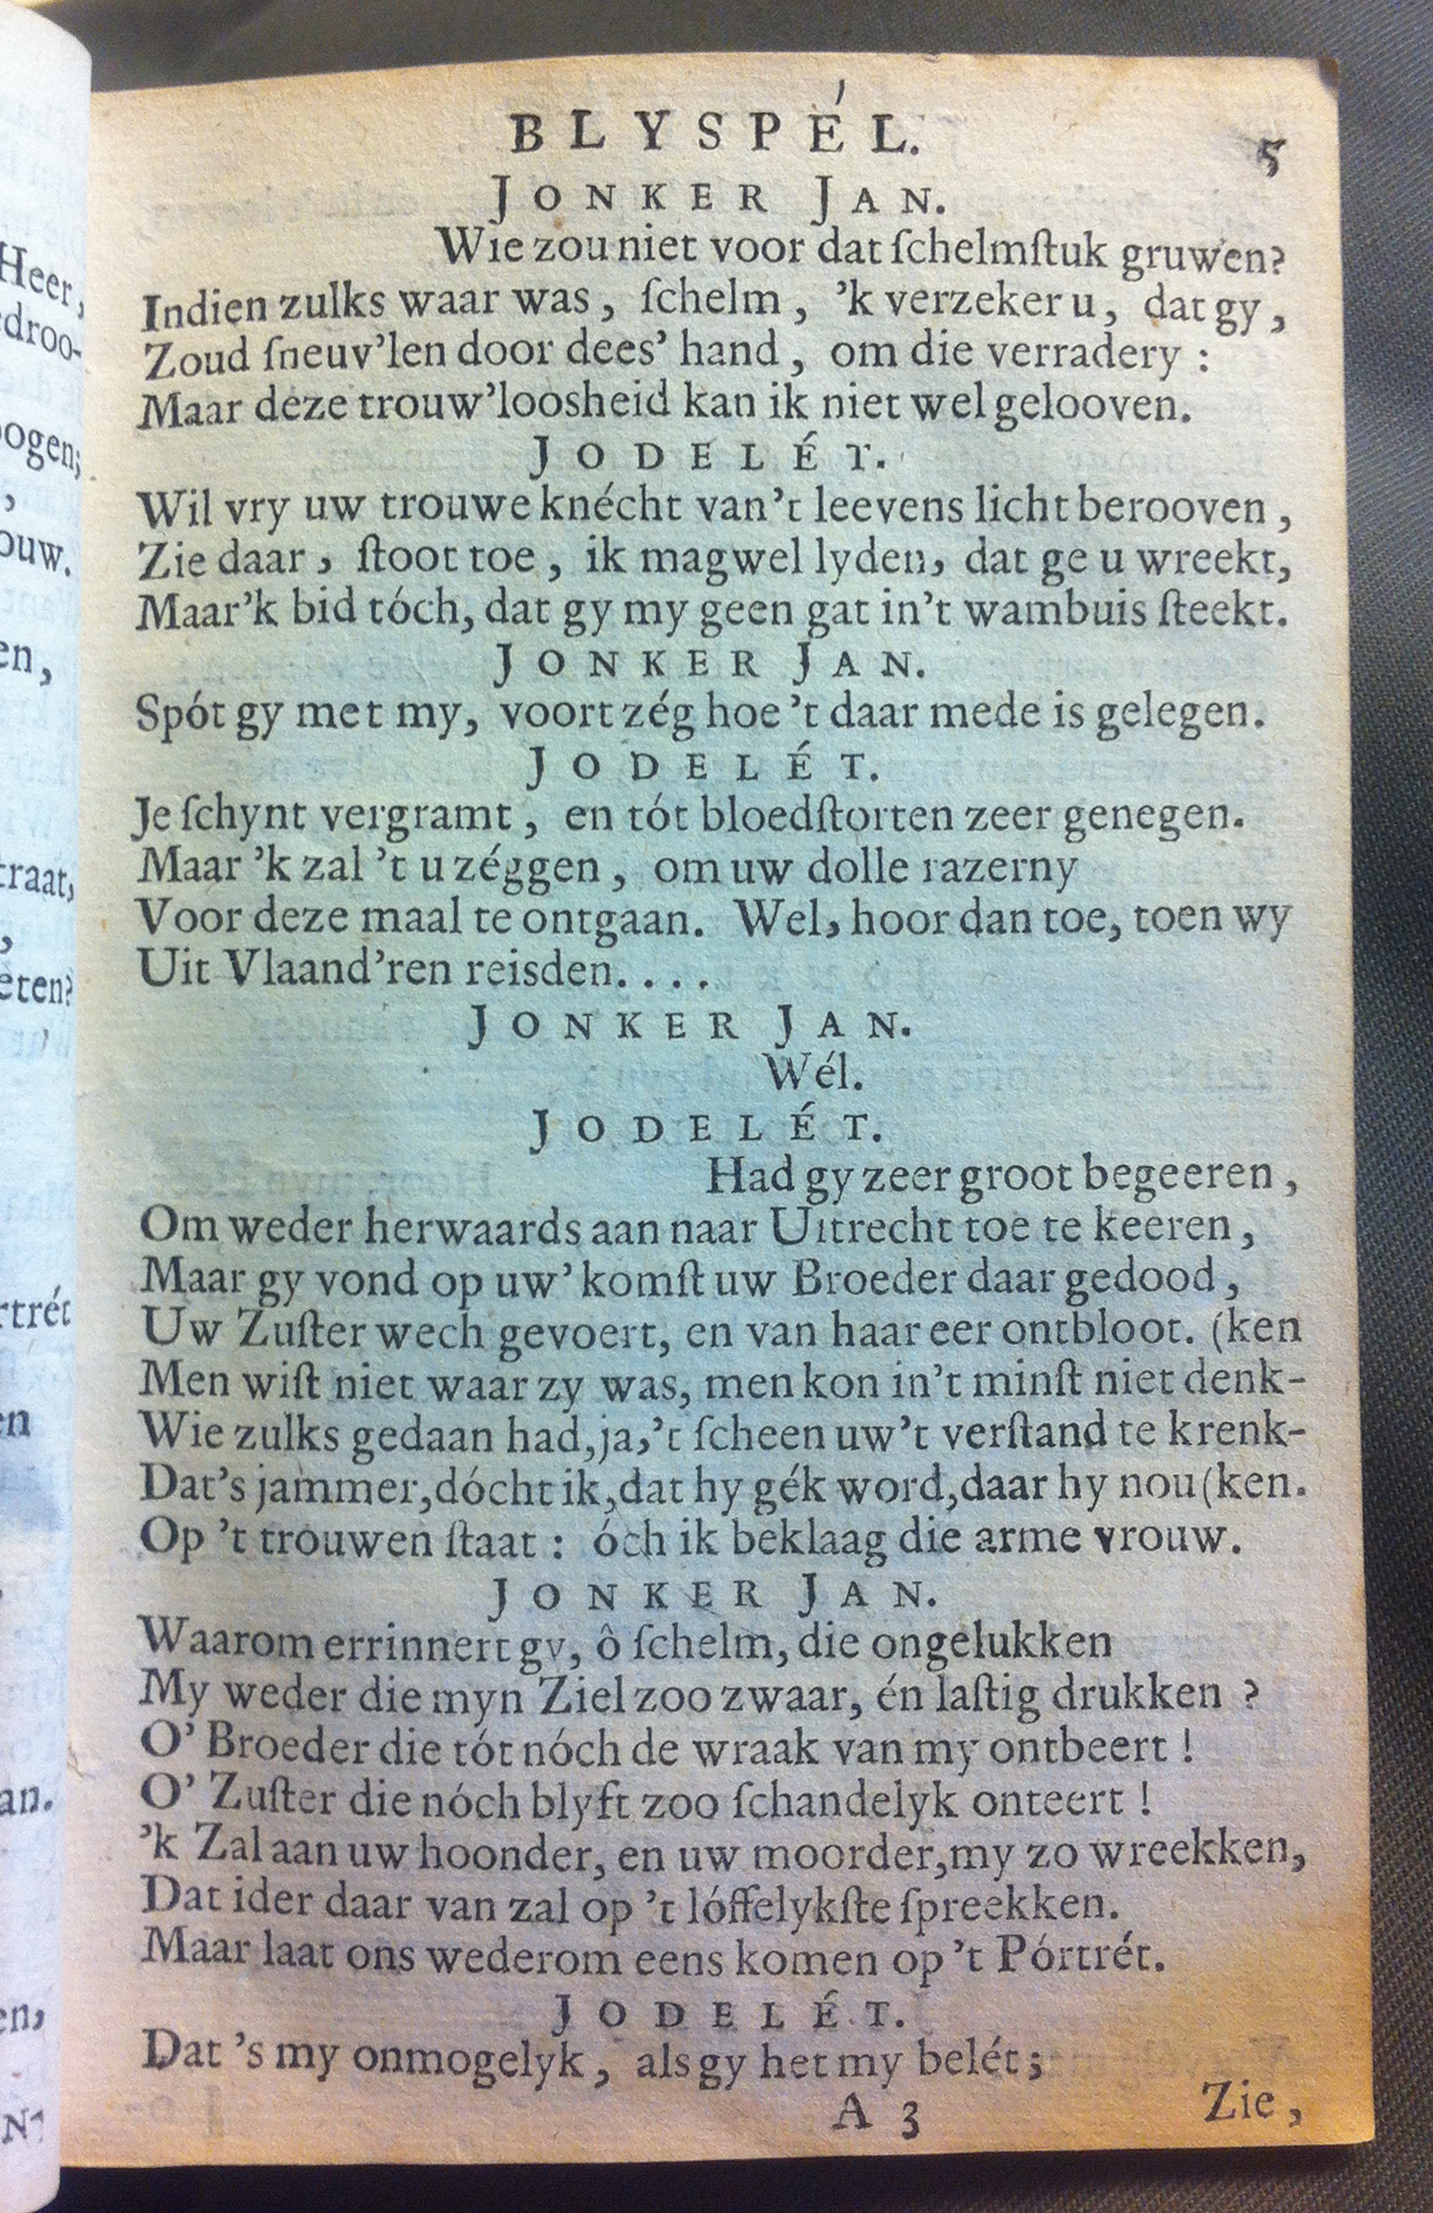 BLYSPÉL. 5
JONKER JAN.
Wie zou niet voor dat ſchelmſtuk gruwen?
Indien zulks waar was, ſchelm, ’k verzeker u, dat gy,
Zoud ſneuv’len door dees’ hand, om die verradery:
Maar deze trouw’loosheid kan ik niet wel gelooven.
JODELÉT.
Wil vry uw trouwe knécht van’t leevens licht berooven,
Zie daar, ſtoot toe, ik mag wel lyden, dat ge u wreekt,
Maar’k bid tóch, dat gy my geen gat in’t wambuis ſteekt.
JONKER JAN.
Spót gy met my, voort zég hoe ’t daar mede is gelegen.
JODELÉT.
Je ſchynt vergramt, en tót bloedſtorten zeer genegen.
Maar ’k zal ’t u zéggen, om uw dolle razerny
Voor deze maal te ontgaan. Wel, hoor dan toe, toen wy
Uit Vlaand’ren reisden....
JONKER JAN.
Wél.
JODELÉT.
Had gy zeer groot begeeren,
Om weder herwaards aan naar Uitrecht toe te keeren,
Maar gy vond op uw’ komſt uw Broeder daar gedood,
Uw Zuſter wech gevoert, en van haar eer ontbloot. (ken
Men wiſt niet waar zy was, men kon in’t minſt niet denk-
Wie zulks gedaan had, ja,’t ſcheen uw’t verſtand te krenk-
Dat’s jammer, dócht ik, dat hy gék word, daar hy nou (ken.
Op ’t trouwen ſtaat: óch ik beklaag die arme vrouw.
JONKER JAN.
Waarom errinnert gy, ô ſchelm, die ongelukken
My weder die myn Ziel zoo zwaar, én laſtig drukken?
O’ Broeder die tót nóch de wraak van my ontbeert!
O’ Zuſter die nóch blyft zoo ſchandelyk onteert!
’k Zal aan uw hoonder, en uw moorder, my zo wreekken,
Dat ider daar van zal op ’t lóffelykſte ſpreekken.
Maar laat ons wederom eens komen op ’t Pórtrét.
JODELÉT.
Dat ’s my onmogelyk, als gy het my belét;
A 3 Zie,